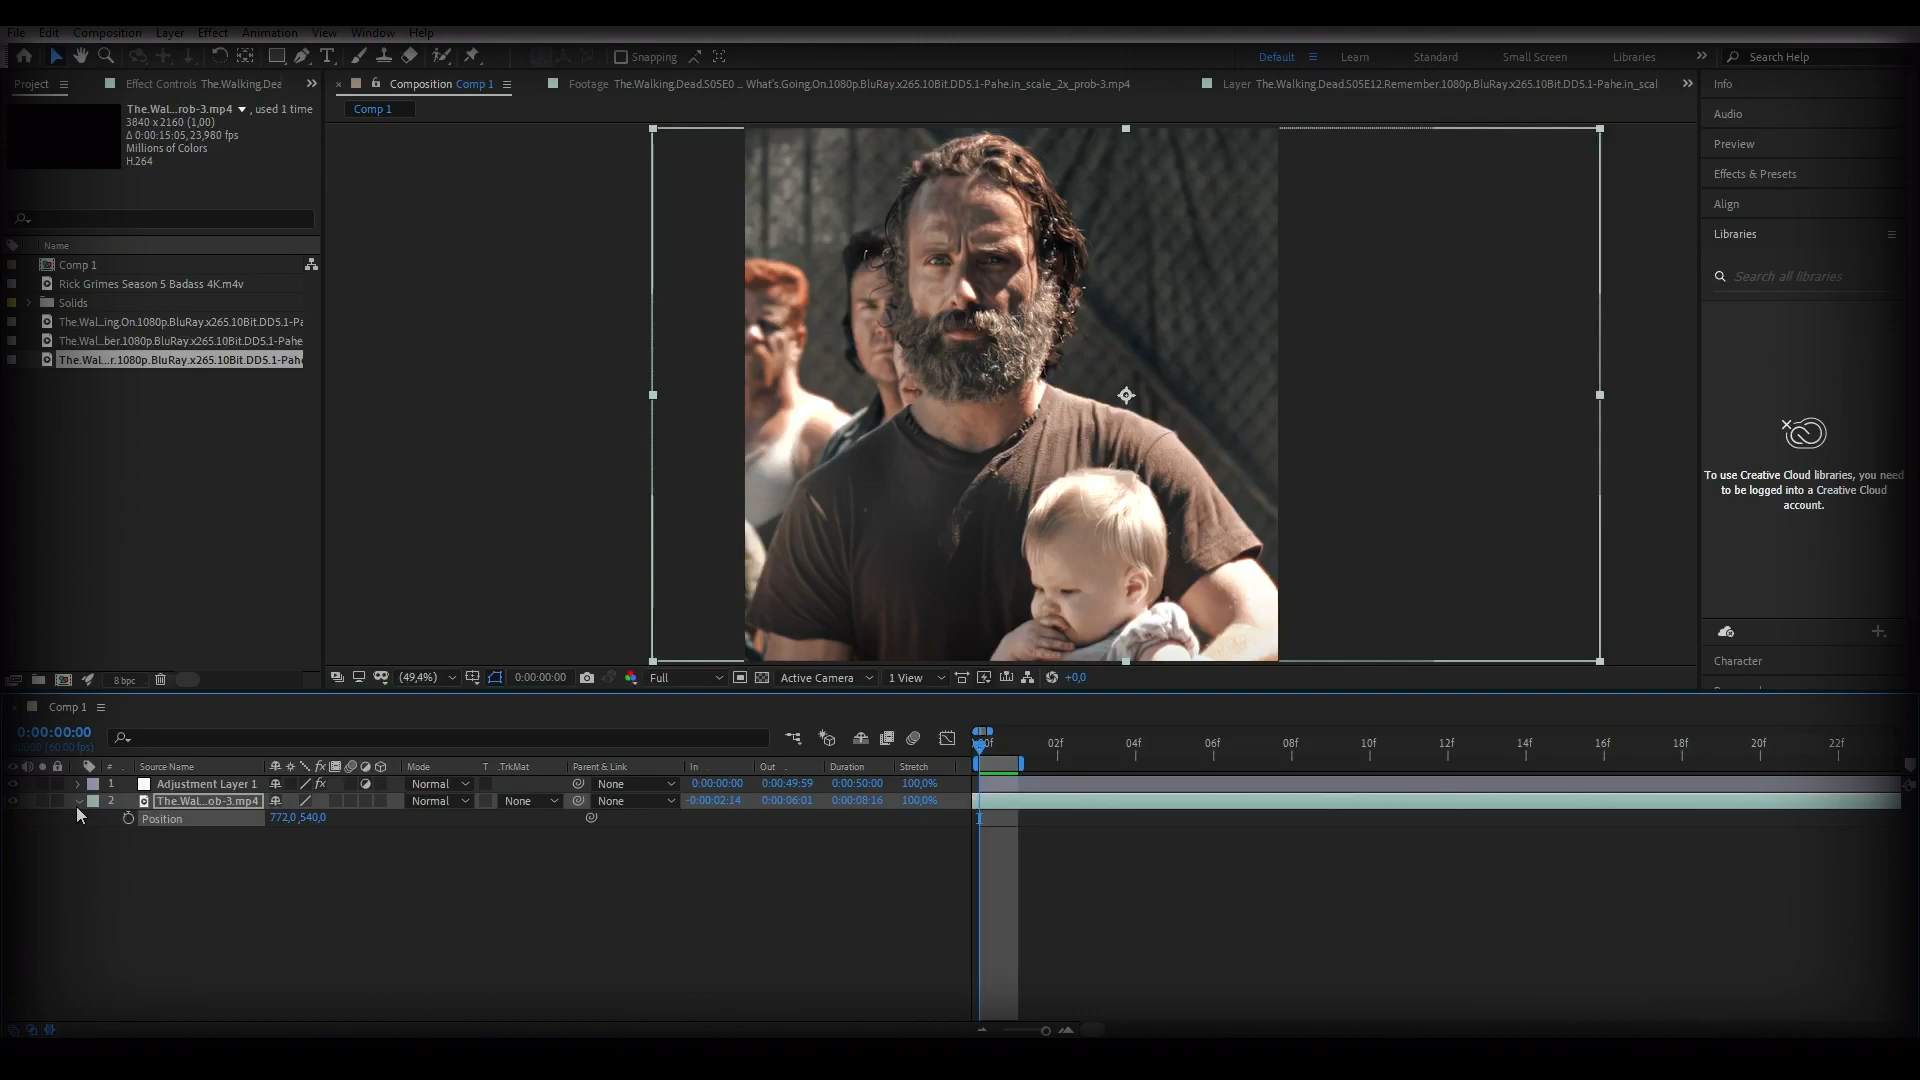 File Edit Composition Layer Effect Animation View Window Help
Snapping
Default Learn Standard Small Screen Libraries Search Help
Project Effect Controls The.Walking.Dea
Composition Comp 1
Footage The.Walking.Dead.S05E0 ... What's.Going.On.1080p.BluRay.x265.10Bit.DD5.1-Pahe.in_scale_2x_prob-3.mp4
Layer The.Walking.Dead.S05E12.Remember.1080p.BluRay.x265.10Bit.DD5.1-Pahe.in_scal
Comp 1
The.Wal...rob-3.mp4 , used 1 time
3840 x 2160 (1,00)
Δ 0:00:15:05, 23,980 fps
Millions of Colors
H.264
Name
Comp 1
Rick Grimes Season 5 Badass 4K.m4v
Solids
The.Wal...ing.On.1080p.BluRay.x265.10Bit.DD5.1-Pa
The.Wal...ber.1080p.BluRay.x265.10Bit.DD5.1-Pahe
The.Wal...r.1080p.BluRay.x265.10Bit.DD5.1-Pahe
8 bpc
Info
Audio
Preview
Effects & Presets
Align
Libraries
Search all libraries
To use Creative Cloud libraries, you need
to be logged into a Creative Cloud
account.
Character
(49,4%) 0:00:00:00 Full Active Camera 1 View +0,0
Comp 1
0:00:00:00
(60.00 fps)
# Source Name Mode T .TrkMat Parent & Link In Out Duration Stretch
1 Adjustment Layer 1 Normal None 0:00:00:00 0:00:49:59 0:00:50:00 100,0%
2 The.Wal...ob-3.mp4 Normal None None -0:00:02:14 0:00:06:01 0:00:08:16 100,0%
Position 772,0,540,0
02f 04f 06f 08f 10f 12f 14f 16f 18f 20f 22f